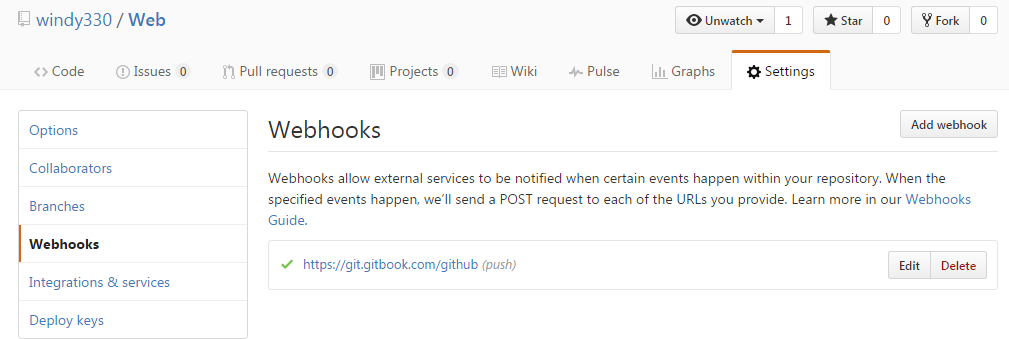 windy330 / Web
Unwatch 1 Star 0 Fork 0
Code Issues 0 Pull requests 0 Projects 0 Wiki Pulse Graphs Settings
Options
Collaborators
Branches
Webhooks
Integrations & services
Deploy keys
Webhooks
Add webhook
Webhooks allow external services to be notified when certain events happen within your repository. When the
specified events happen, we’ll send a POST request to each of the URLs you provide. Learn more in our Webhooks
Guide.
https://git.gitbook.com/github (push)
Edit Delete